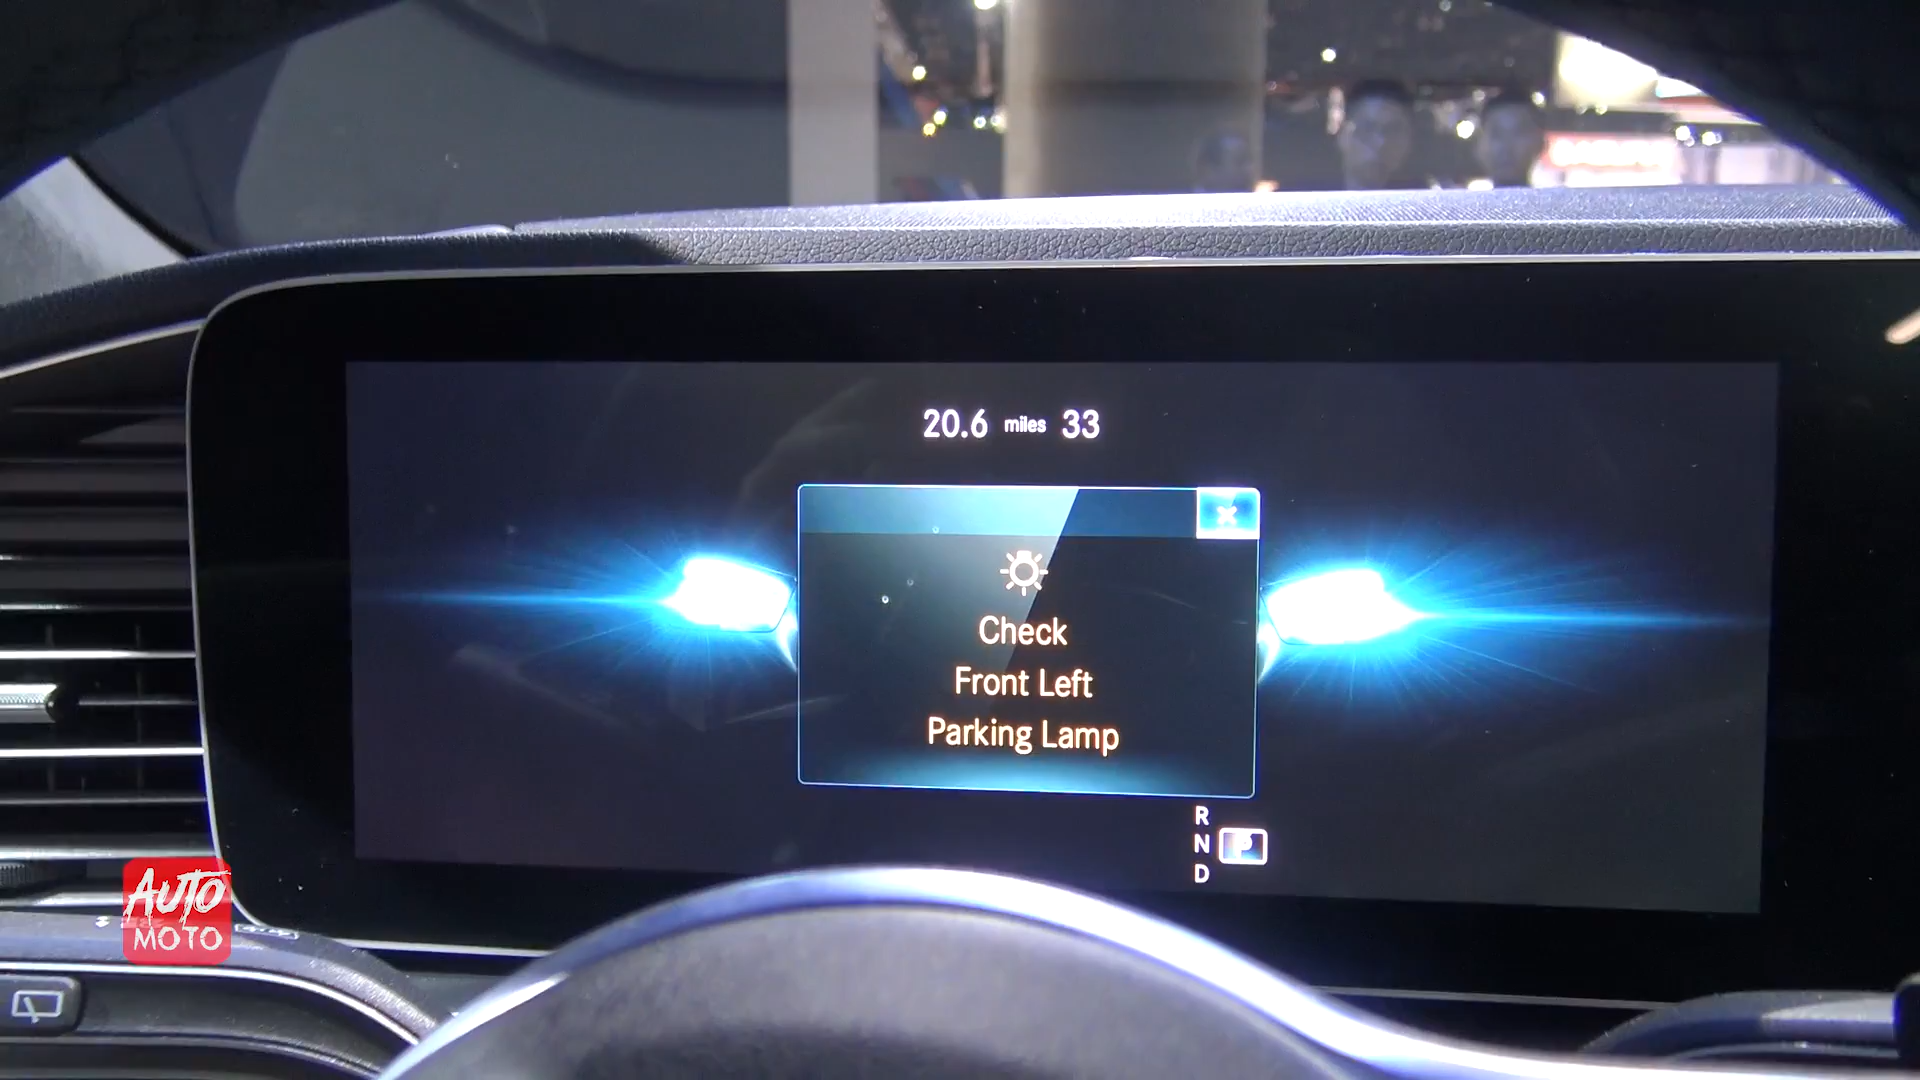 20.6 miles 33
Check
Front Left
Parking Lamp
R
N P
D
AUTO
MOTO